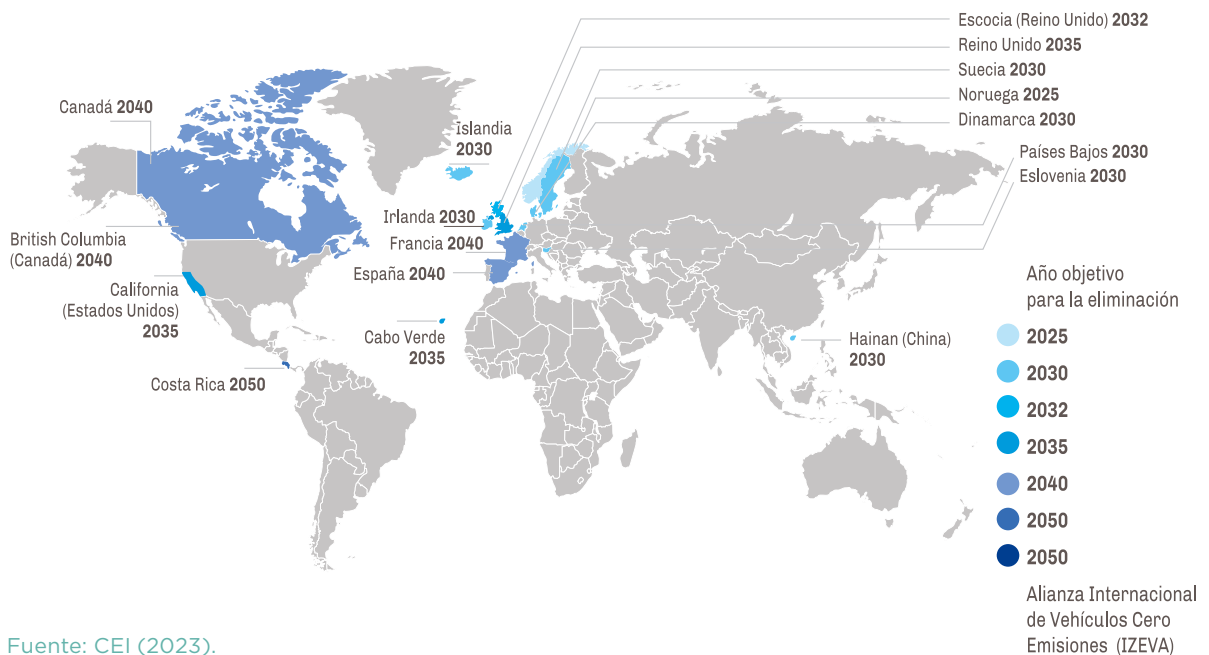 Escocia (Reino Unido) 2032
Reino Unido 2035
Suecia 2030
Noruega 2025
Dinamarca 2030
Países Bajos 2030
Eslovenia 2030
Canadá 2040
Islandia
2030
Irlanda 2030
Francia 2040
España 2040
British Columbia
(Canadá) 2040
California
(Estados Unidos)
2035
Cabo Verde
2035
Costa Rica 2050
Hainan (China)
2030
Año objetivo
para la eliminación
2025
2030
2032
2035
2040
2050
2050
Alianza Internacional
de Vehículos Cero
Emisiones (IZEVA)
Fuente: CEI (2023).